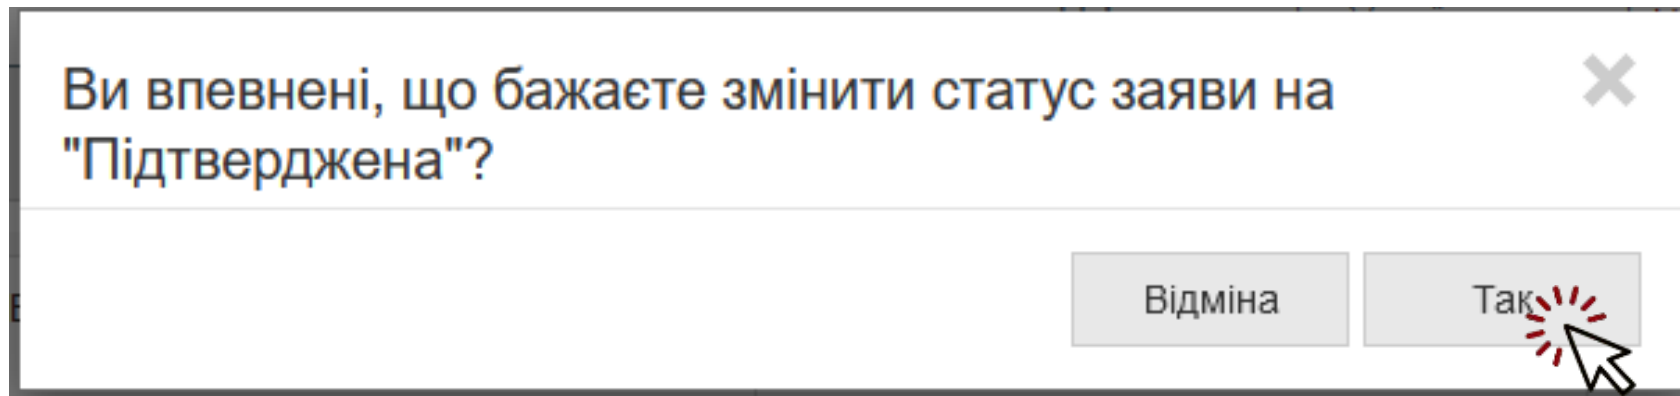 Ви впевнені, що бажаєте змінити статус заяви на
"Підтверджена"?
Відміна
Так